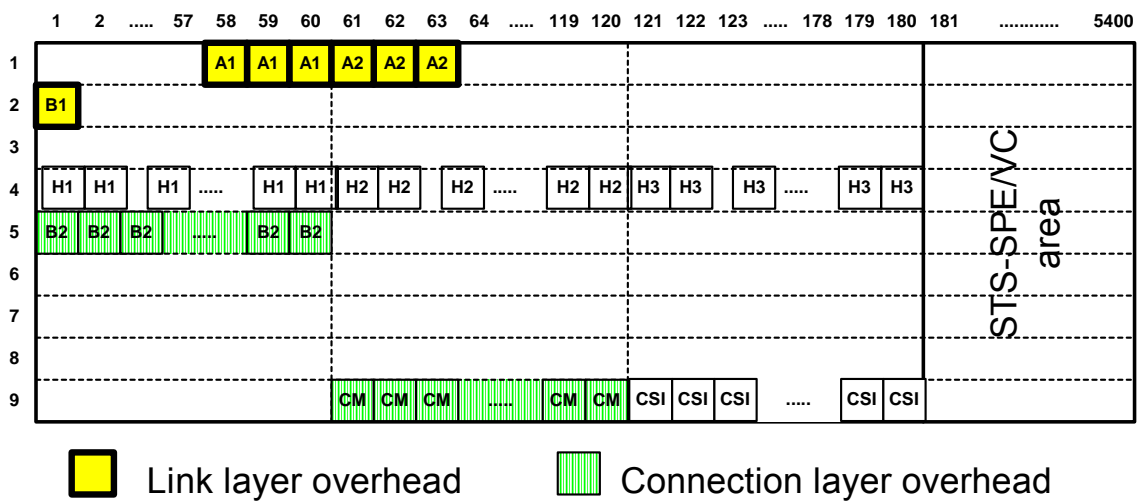 1 2 ..... 57 58 59 60 61 62 63 64 ..... 119 120 121 122 123 ..... 178 179 180 181 ............ 5400
1 A1 A1 A1 A2 A2 A2
2 B1
3
4 H1 H1 H1 ..... H1 H1 H2 H2 H2 ..... H2 H2 H3 H3 H3 ..... H3 H3
5 B2 B2 B2 ..... B2 B2
6
7
8
9 CM CM CM ..... CM CM CSI CSI CSI ..... CSI CSI
STS-SPE/VC
area
Link layer overhead
Connection layer overhead